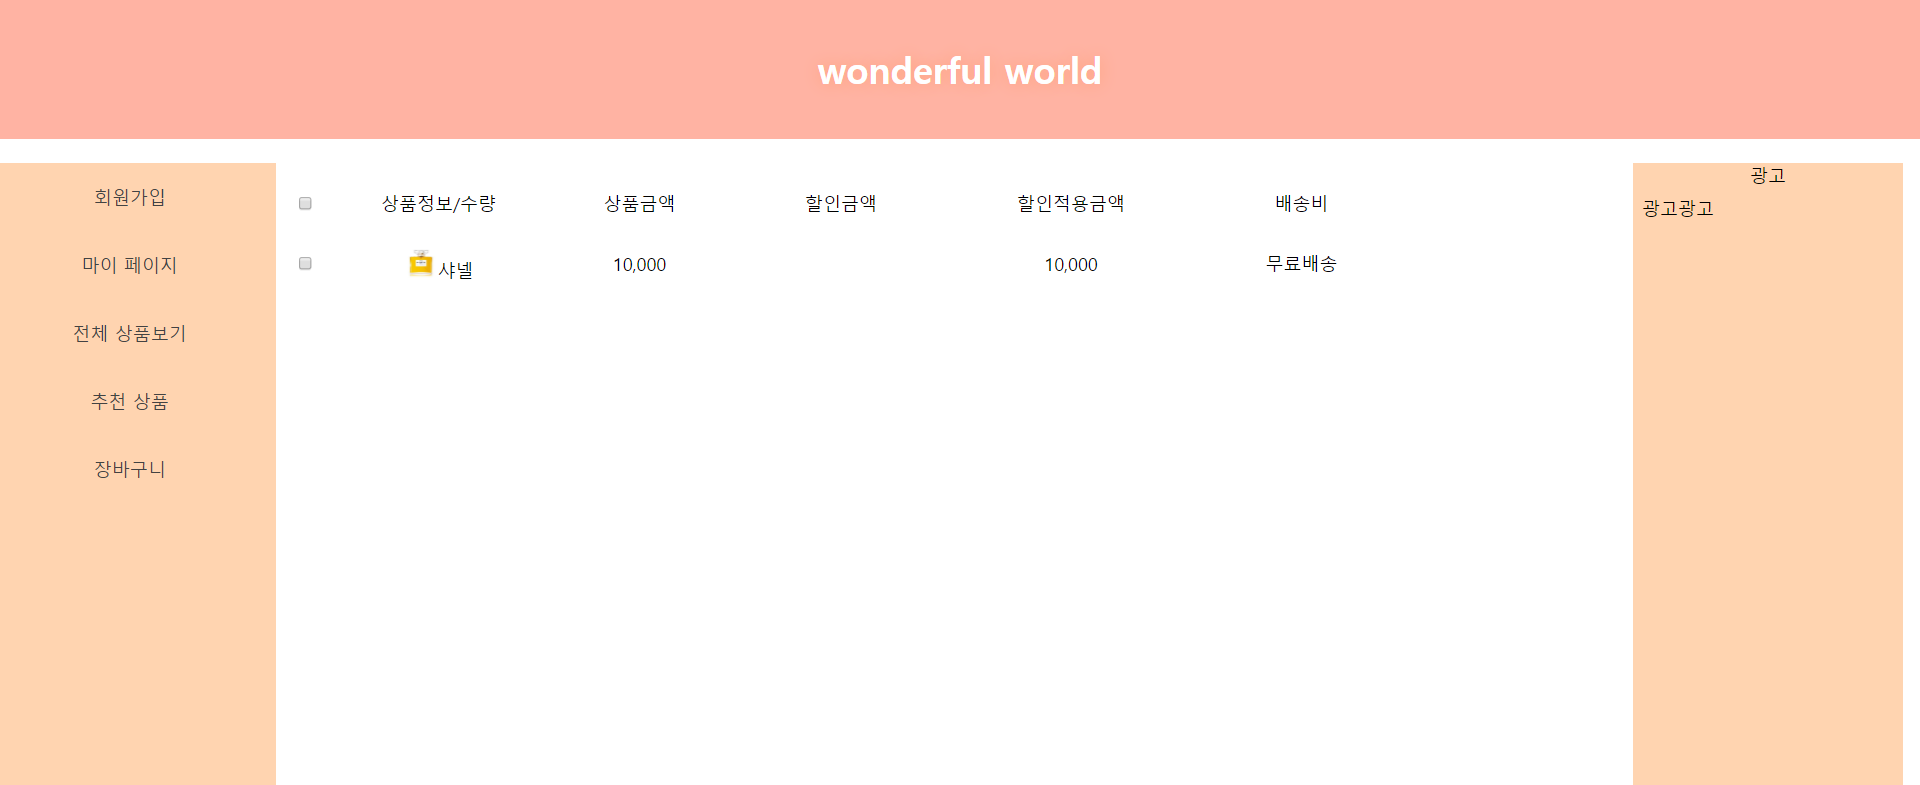 wonderful world
회원가입
마이 페이지
전체 상품보기
추천 상품
장바구니
상품정보/수량 상품금액 할인금액 할인적용금액 배송비
샤넬 10,000 10,000 무료배송
광고
광고광고